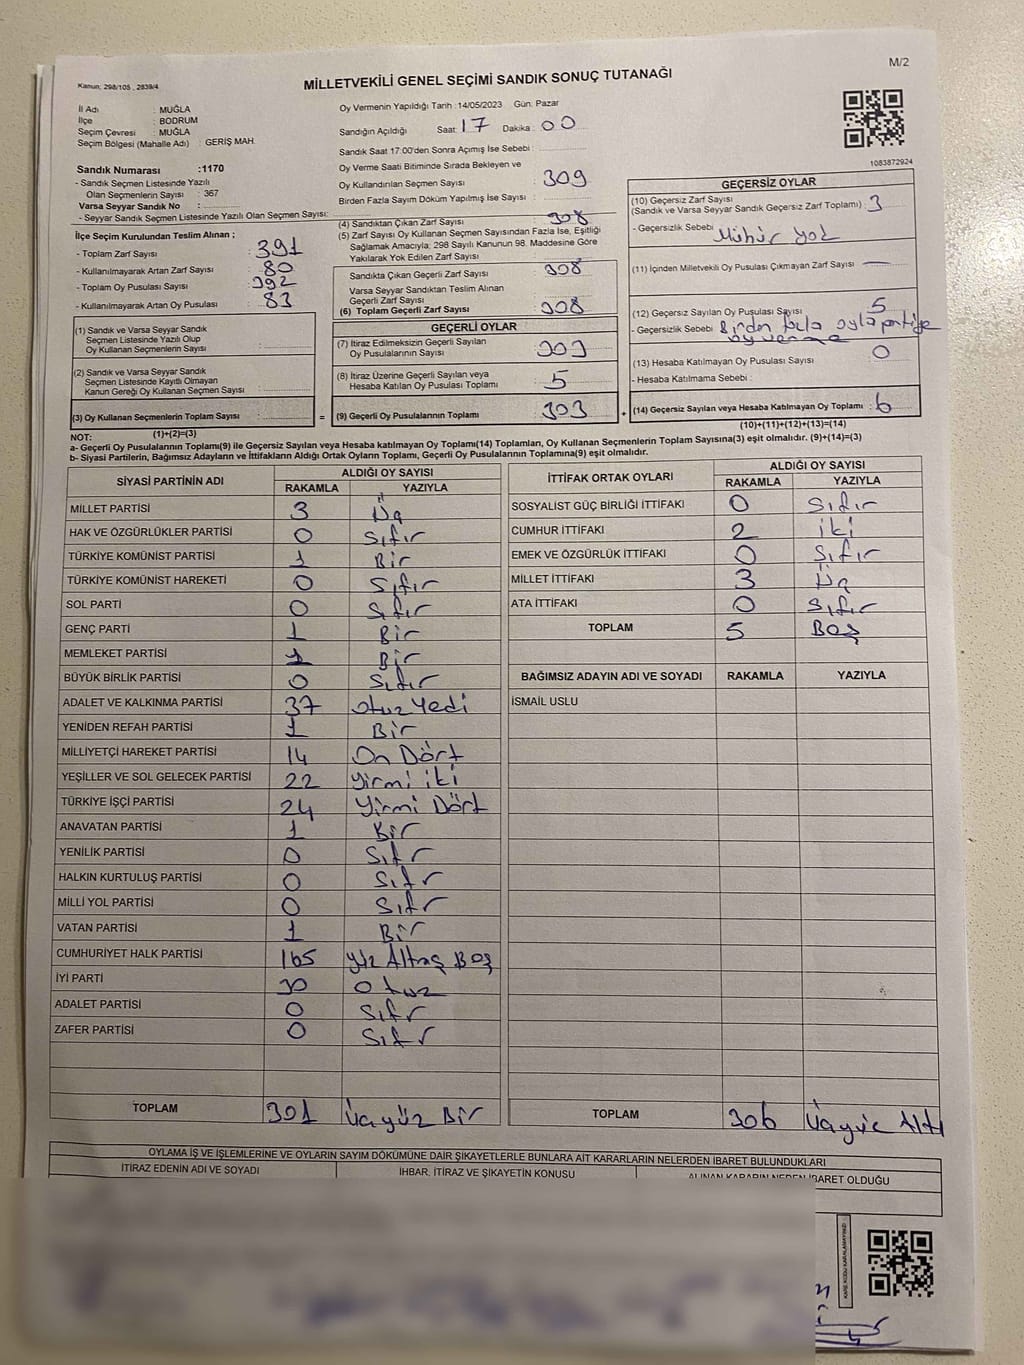 M/2
Kanun; 298/105 , 2839/4
MİLLETVEKİLİ GENEL SEÇİMİ SANDIK SONUÇ TUTANAĞI
İl Adı : MUĞLA
İlçe : BODRUM
Seçim Çevresi : MUĞLA
Seçim Bölgesi (Mahalle Adı) : GERİŞ MAH.
Sandık Numarası :1170
- Sandık Seçmen Listesinde Yazılı
Olan Seçmenlerin Sayısı : 367
Varsa Seyyar Sandık No :
- Seyyar Sandık Seçmen Listesinde Yazılı Olan Seçmen Sayısı:
Oy Vermenin Yapıldığı Tarih :14/05/2023 Gün: Pazar
Sandığın Açıldığı Saat: 17 Dakika : 00
Sandık Saat 17:00'den Sonra Açımış İse Sebebi :
Oy Verme Saati Bitiminde Sırada Bekleyen ve
Oy Kullandırılan Seçmen Sayısı : 309
Birden Fazla Sayım Döküm Yapılmış İse Sayısı :
1083872924
İlçe Seçim Kurulundan Teslim Alınan ;
- Toplam Zarf Sayısı : 391
- Kullanılmayarak Artan Zarf Sayısı : 80
- Toplam Oy Pusulası Sayısı : 392
- Kullanılmayarak Artan Oy Pusulası : 83
(4) Sandıktan Çıkan Zarf Sayısı : 308
(5) Zarf Sayısı Oy Kullanan Seçmen Sayısından Fazla İse, Eşitliği
Sağlamak Amacıyla; 298 Sayılı Kanunun 98. Maddesine Göre
Yakılarak Yok Edilen Zarf Sayısı :
Sandıkta Çıkan Geçerli Zarf Sayısı : 308
Varsa Seyyar Sandıktan Teslim Alınan
Geçerli Zarf Sayısı :
(6) Toplam Geçerli Zarf Sayısı : 308
GEÇERSİZ OYLAR
(10) Geçersiz Zarf Sayısı
(Sandık ve Varsa Seyyar Sandık Geçersiz Zarf Toplamı) : 3
- Geçersizlik Sebebi : Mühür yok
(11) İçinden Milletvekili Oy Pusulası Çıkmayan Zarf Sayısı : —
(12) Geçersiz Sayılan Oy Pusulası Sayısı : 5
- Geçersizlik Sebebi : Birden fazla oyla partiye
oy verme
(13) Hesaba Katılmayan Oy Pusulası Sayısı : 0
- Hesaba Katılmama Sebebi :
(14) Geçersiz Sayılan veya Hesaba Katılmayan Oy Toplamı : 6
(10)+(11)+(12)+(13)=(14)
(1) Sandık ve Varsa Seyyar Sandık
Seçmen Listesinde Yazılı Olup
Oy Kullanan Seçmenlerin Sayısı :
(2) Sandık ve Varsa Seyyar Sandık
Seçmen Listesinde Kayıtlı Olmayan
Kanun Gereği Oy Kullanan Seçmen Sayısı :
(3) Oy Kullanan Seçmenlerin Toplam Sayısı : =
(1)+(2)=(3)
GEÇERLİ OYLAR
(7) İtiraz Edilmeksizin Geçerli Sayılan
Oy Pusulalarının Sayısı : 303
(8) İtiraz Üzerine Geçerli Sayılan veya
Hesaba Katılan Oy Pusulası Toplamı : 5
(9) Geçerli Oy Pusulalarının Toplamı : 303 +
NOT:
a- Geçerli Oy Pusulalarının Toplamı(9) ile Geçersiz Sayılan veya Hesaba katılmayan Oy Toplamı(14) Toplamları, Oy Kullanan Seçmenlerin Toplam Sayısına(3) eşit olmalıdır. (9)+(14)=(3)
b- Siyasi Partilerin, Bağımsız Adayların ve İttifakların Aldığı Ortak Oyların Toplamı, Geçerli Oy Pusulalarının Toplamına(9) eşit olmalıdır.
SİYASİ PARTİNİN ADI ALDIĞI OY SAYISI
RAKAMLA YAZIYLA
MİLLET PARTİSİ 3 Üç
HAK VE ÖZGÜRLÜKLER PARTİSİ 0 Sıfır
TÜRKİYE KOMÜNİST PARTİSİ 1 Bir
TÜRKİYE KOMÜNİST HAREKETİ 0 Sıfır
SOL PARTİ 0 Sıfır
GENÇ PARTİ 1 Bir
MEMLEKET PARTİSİ 1 Bir
BÜYÜK BİRLİK PARTİSİ 0 Sıfır
ADALET VE KALKINMA PARTİSİ 37 Otuz Yedi
YENİDEN REFAH PARTİSİ 1 Bir
MİLLİYETÇİ HAREKET PARTİSİ 14 On Dört
YEŞİLLER VE SOL GELECEK PARTİSİ 22 Yirmi iki
TÜRKİYE İŞÇİ PARTİSİ 24 Yirmi Dört
ANAVATAN PARTİSİ 1 Bir
YENİLİK PARTİSİ 0 Sıfır
HALKIN KURTULUŞ PARTİSİ 0 Sıfır
MİLLİ YOL PARTİSİ 0 Sıfır
VATAN PARTİSİ 1 Bir
CUMHURİYET HALK PARTİSİ 165 Yüz Altmış Beş
İYİ PARTİ 30 Otuz
ADALET PARTİSİ 0 Sıfır
ZAFER PARTİSİ 0 Sıfır
TOPLAM 301 Üçyüz Bir
İTTİFAK ORTAK OYLARI ALDIĞI OY SAYISI
RAKAMLA YAZIYLA
SOSYALİST GÜÇ BİRLİĞİ İTTİFAKI 0 Sıfır
CUMHUR İTTİFAKI 2 iki
EMEK VE ÖZGÜRLÜK İTTİFAKI 0 Sıfır
MİLLET İTTİFAKI 3 Üç
ATA İTTİFAKI 0 Sıfır
TOPLAM 5 Beş
BAĞIMSIZ ADAYIN ADI VE SOYADI RAKAMLA YAZIYLA
İSMAİL USLU
TOPLAM 306 Üçyüz Altı
OYLAMA İŞ VE İŞLEMLERİNE VE OYLARIN SAYIM DÖKÜMÜNE DAİR ŞİKAYETLERLE BUNLARA AİT KARARLARIN NELERDEN İBARET BULUNDUKLARI
İTİRAZ EDENİN ADI VE SOYADI İHBAR, İTİRAZ VE ŞİKAYETİN KONUSU ALINAN KARARIN NEDEN İBARET OLDUĞU